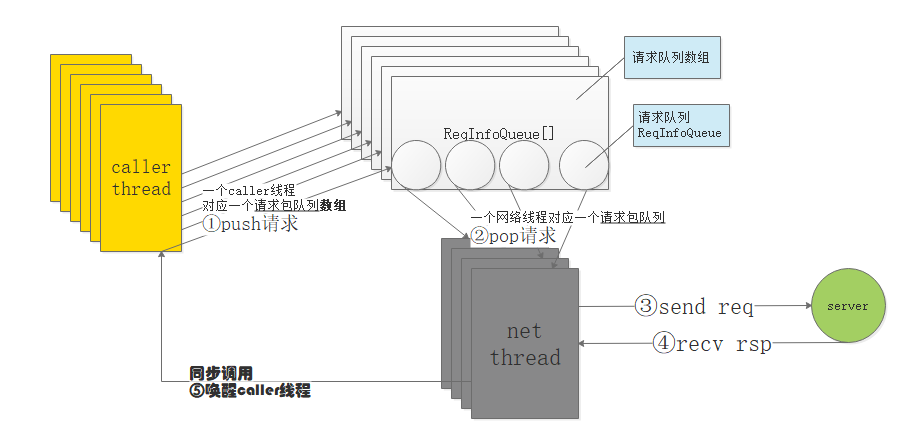 请求队列数组
ReqInfoQueue[]
请求队列
ReqInfoQueue
caller
thread
一个caller线程
对应一个请求包队列数组
①push请求
一个网络线程对应一个请求包队列
②pop请求
③send req
server
④recv rsp
net
thread
同步调用
⑤唤醒caller线程